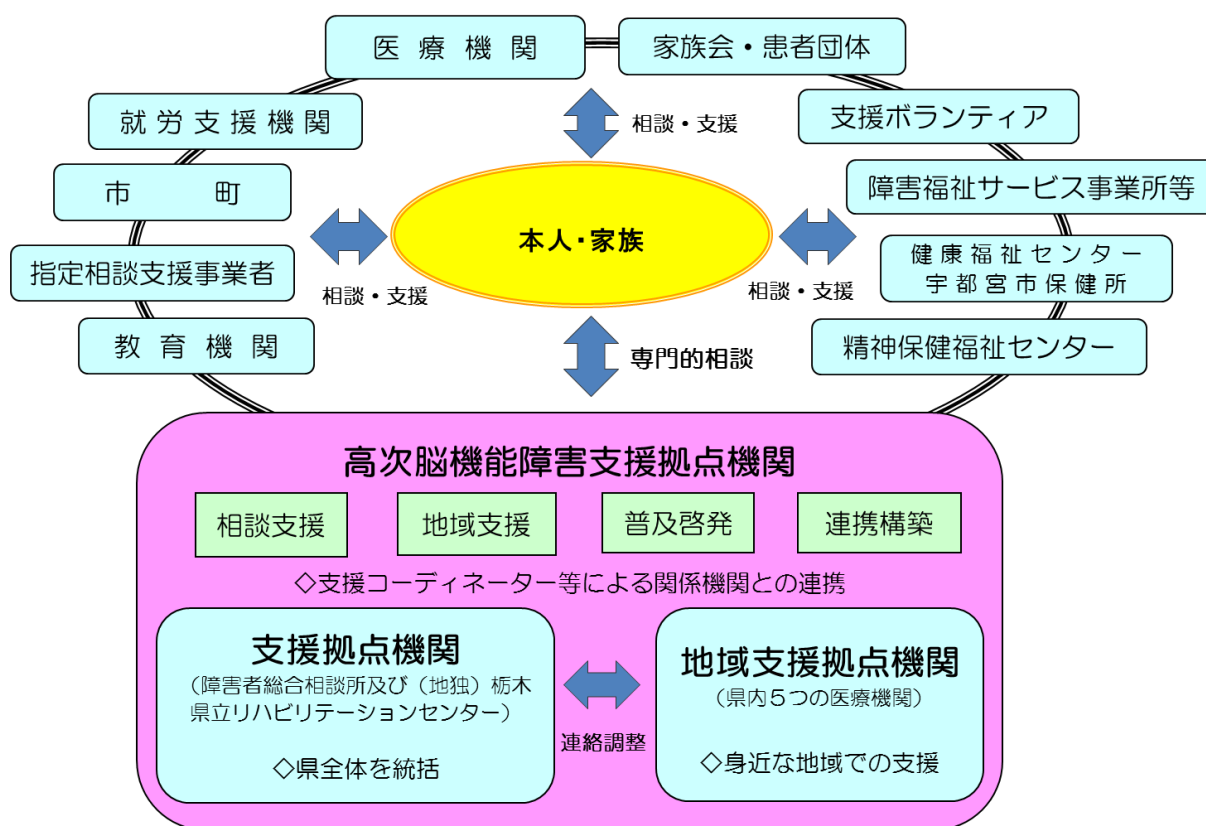 医療機関
家族会・患者団体
就労支援機関
相談・支援
支援ボランティア
市　　町
障害福祉サービス事業所等
本人・家族
指定相談支援事業者
健康福祉センター
宇都宮市保健所
相談・支援
相談・支援
教育機関
専門的相談
精神保健福祉センター
高次脳機能障害支援拠点機関
相談支援
地域支援
普及啓発
連携構築
◇支援コーディネーター等による関係機関との連携
支援拠点機関
（障害者総合相談所及び（地独）栃木
県立リハビリテーションセンター）
◇県全体を統括
連絡調整
地域支援拠点機関
（県内５つの医療機関）
◇身近な地域での支援